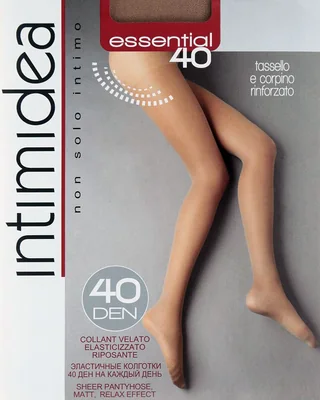 essential
40
tassello
e corpino
rinforzato
intimidea
non solo intimo
40
DEN
COLLANT VELATO
ELASTICIZZATO
RIPOSANTE
ЭЛАСТИЧНЫЕ КОЛГОТКИ
40 ДЕН НА КАЖДЫЙ ДЕНЬ
SHEER PANTYHOSE,
MATT, RELAX EFFECT